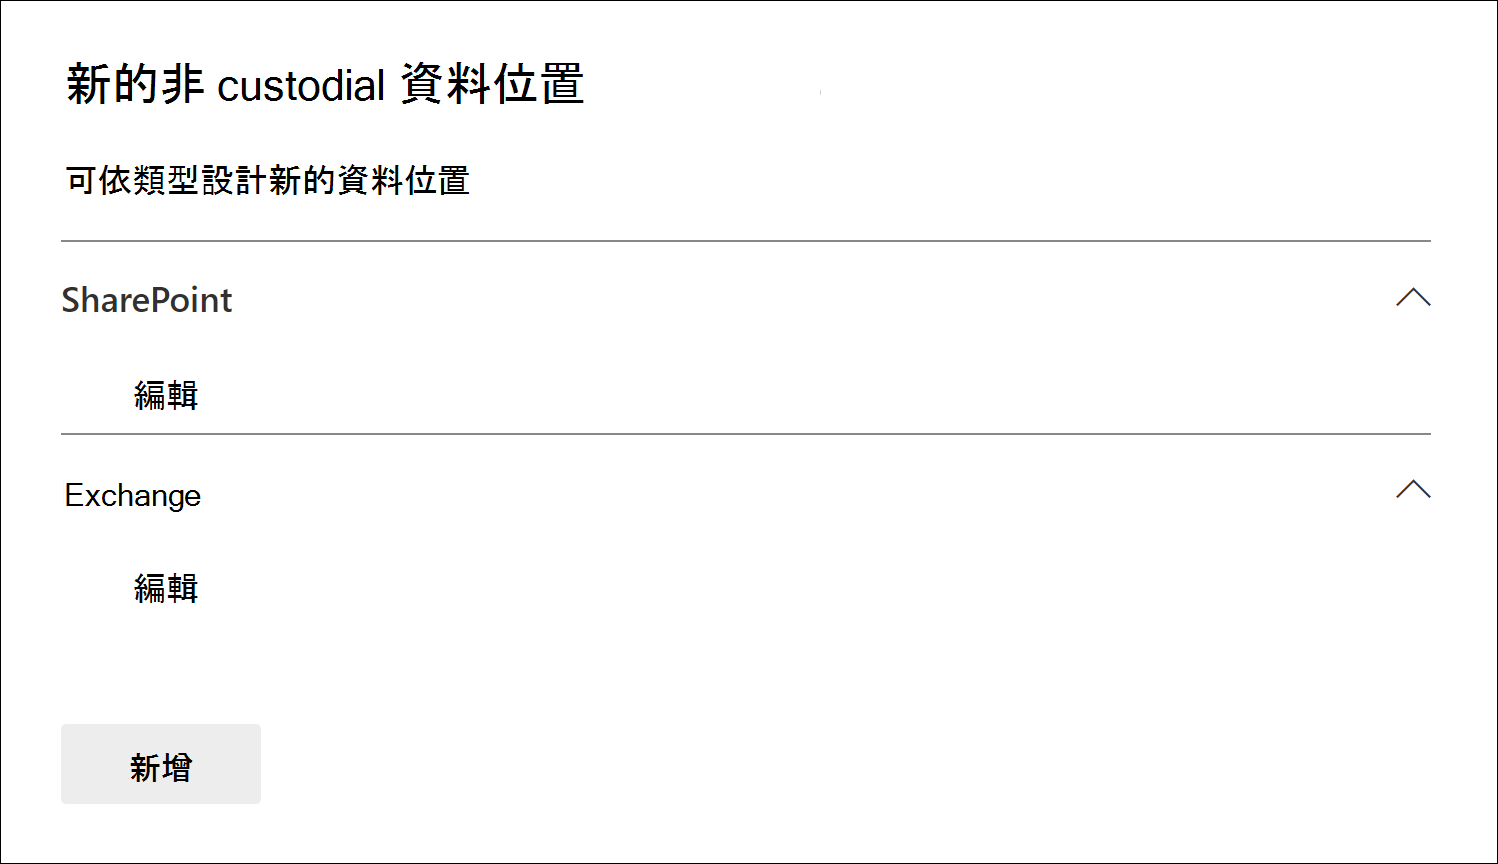 新的非 custodial 資料位置
可依類型設計新的資料位置
SharePoint
編輯
Exchange
編輯
新增